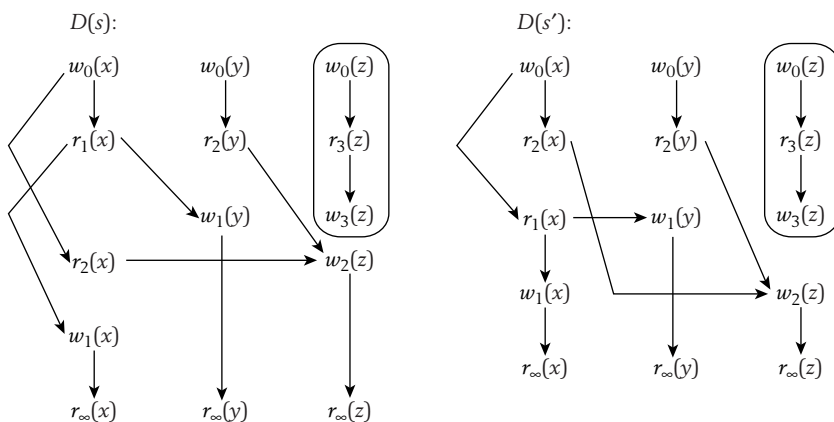 D(s):
w₀(x) w₀(y) w₀(z)
r₁(x) r₂(y) r₃(z)
w₁(y) w₃(z)
r₂(x) w₂(z)
w₁(x)
r∞(x) r∞(y) r∞(z)
D(s′):
w₀(x) w₀(y) w₀(z)
r₂(x) r₂(y) r₃(z)
r₁(x) w₁(y) w₃(z)
w₁(x) w₂(z)
r∞(x) r∞(y) r∞(z)